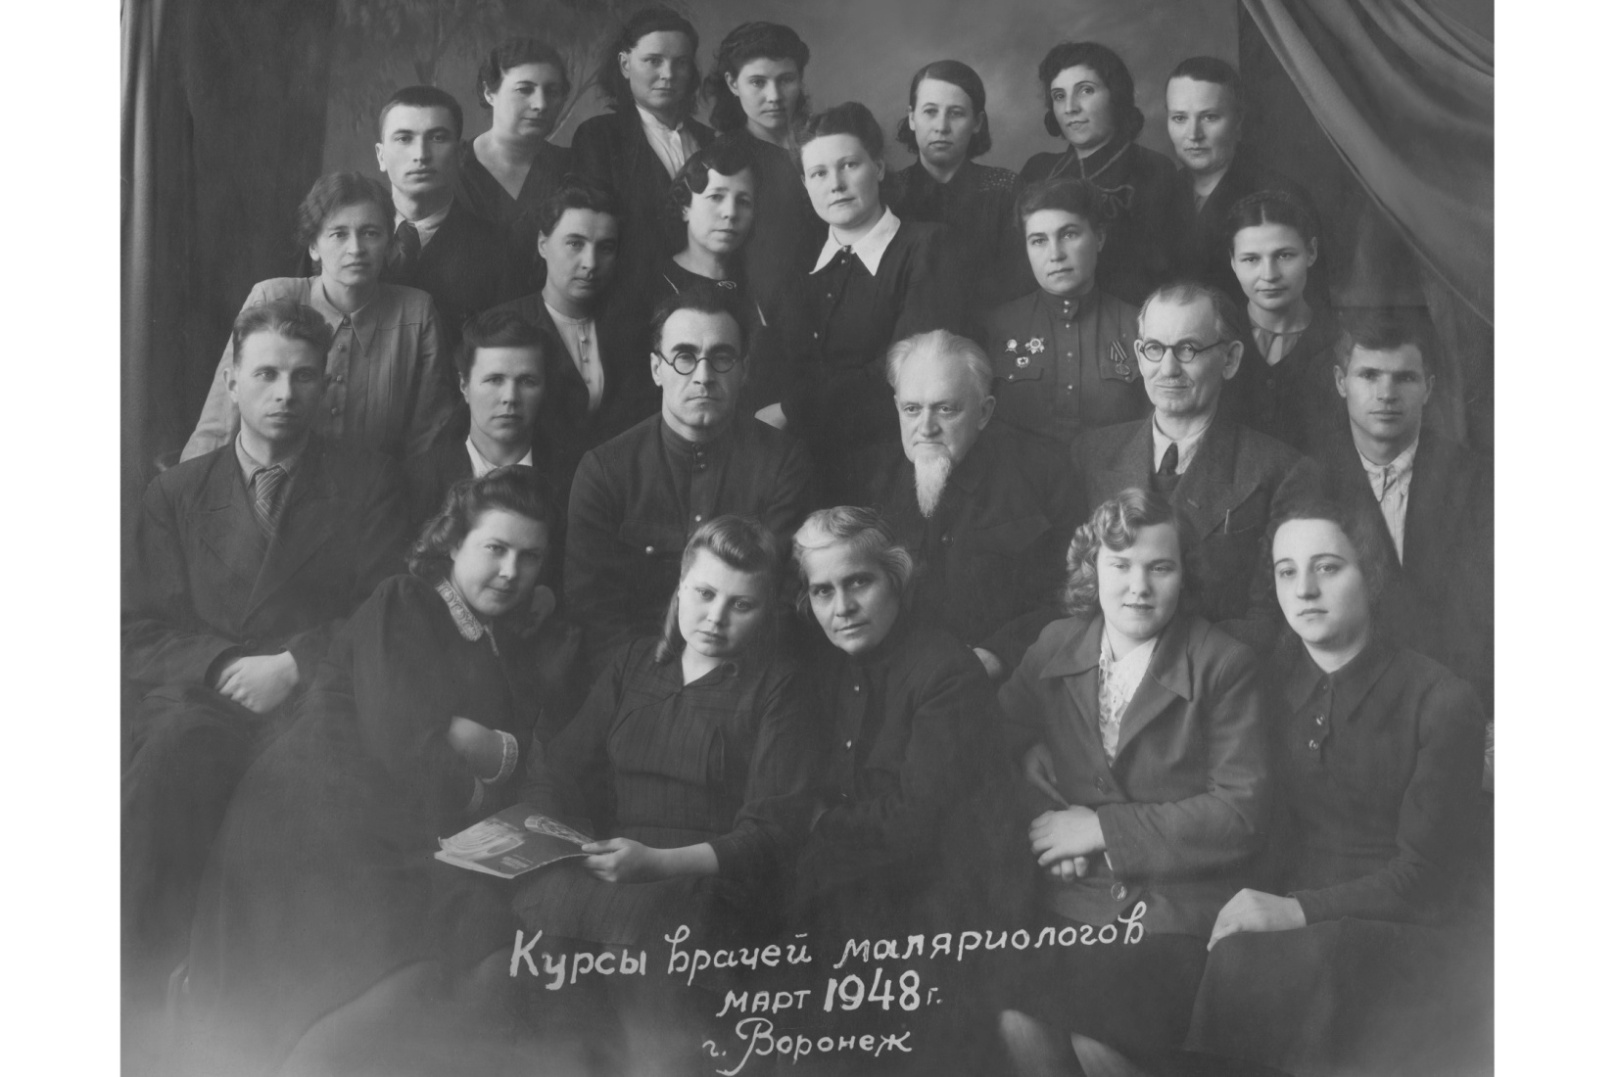 Курсы врачей маляриологов
март 1948 г.
г. Воронеж